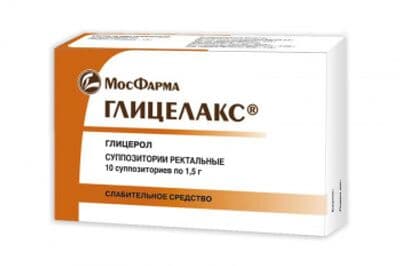 МосФарма
ГЛИЦЕЛАКС®
ГЛИЦЕРОЛ
СУППОЗИТОРИИ РЕКТАЛЬНЫЕ
10 суппозиториев по 1,5 г
СЛАБИТЕЛЬНОЕ СРЕДСТВО